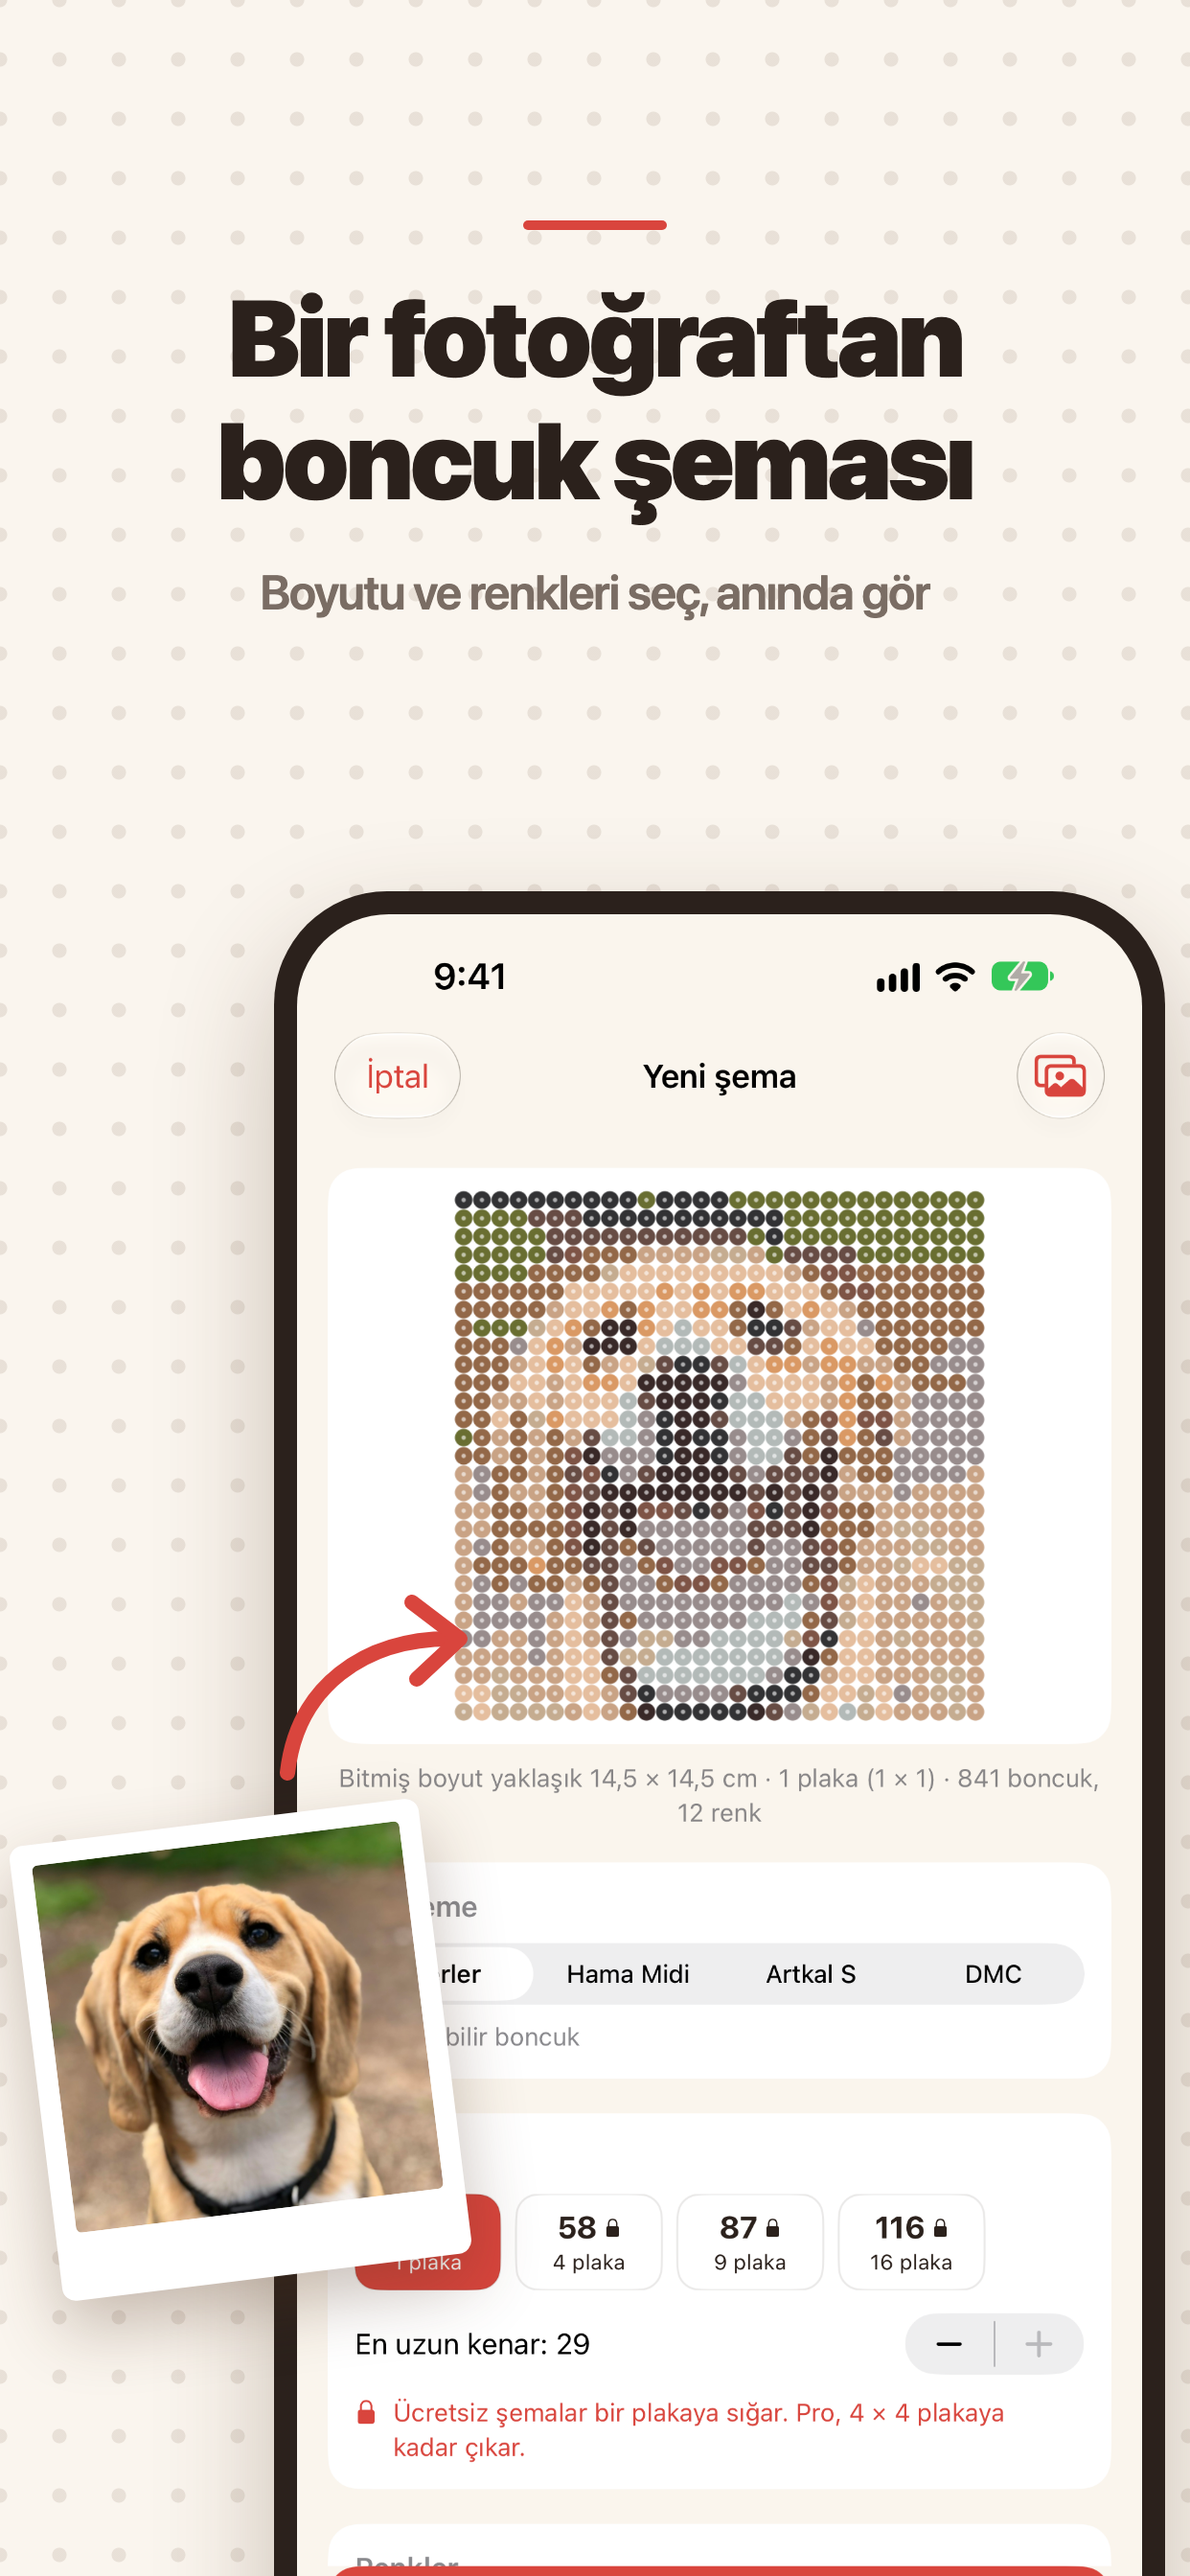 Bir fotoğraftan
boncuk şeması
Boyutu ve renkleri seç, anında gör
9:41
İptal
Yeni şema
Bitmiş boyut yaklaşık 14,5 × 14,5 cm · 1 plaka (1 × 1) · 841 boncuk,
12 renk
Hama Midi
Artkal S
DMC
boncuk
58
4 plaka
87
9 plaka
116
16 plaka
1 plaka
En uzun kenar: 29
Ücretsiz şemalar bir plakaya sığar. Pro, 4 × 4 plakaya
kadar çıkar.